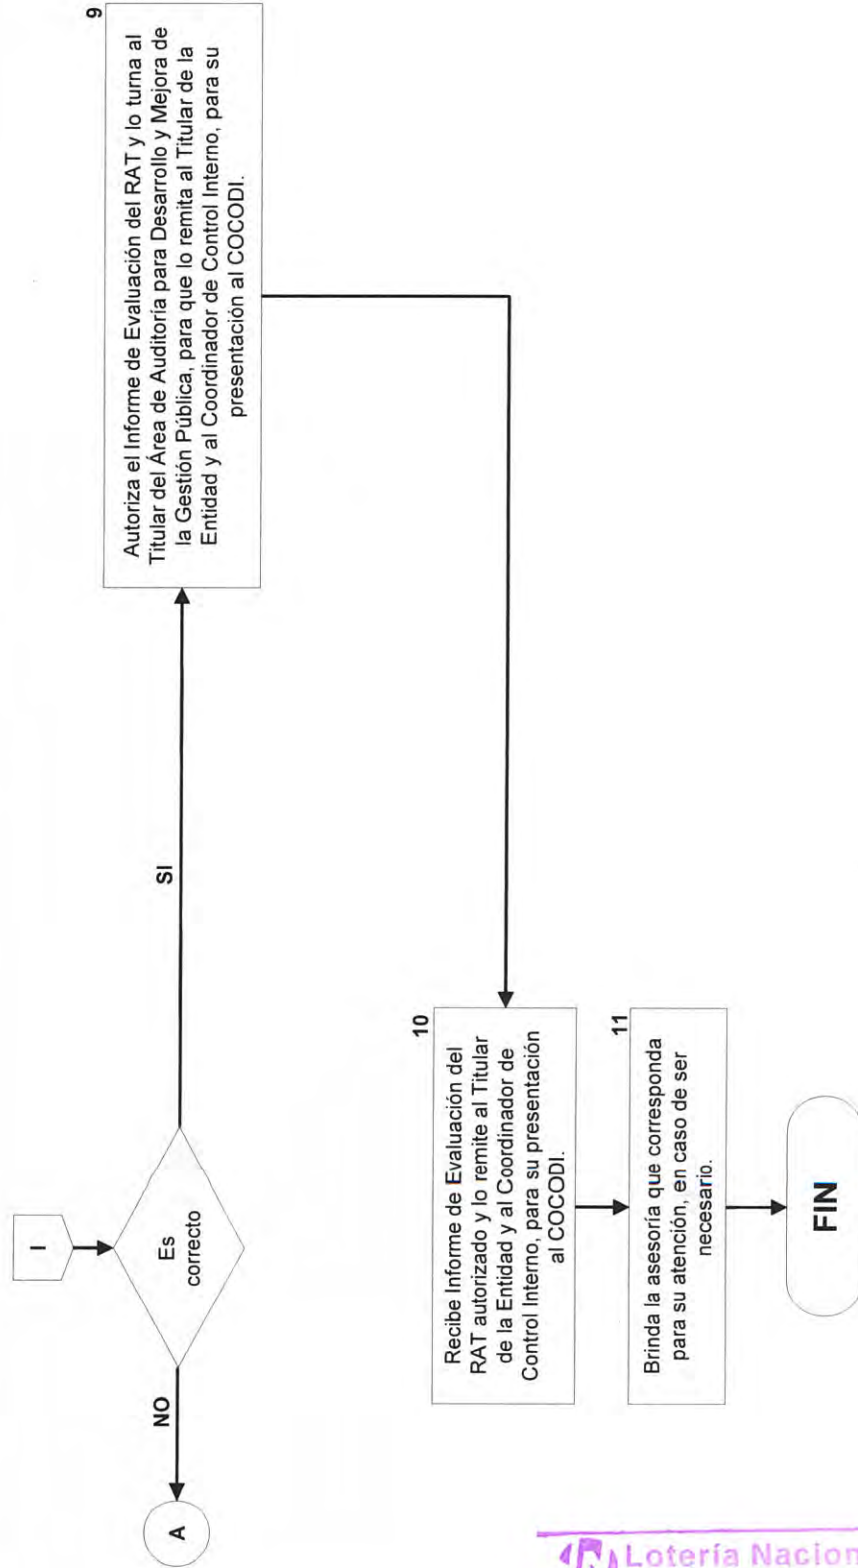 I
Es
correcto
NO
A
SI
9
Autoriza el Informe de Evaluación del RAT y lo turna al
Titular del Área de Auditoría para Desarrollo y Mejora de
la Gestión Pública, para que lo remita al Titular de la
Entidad y al Coordinador de Control Interno, para su
presentación al COCODI.
10
Recibe Informe de Evaluación del
RAT autorizado y lo remite al Titular
de la Entidad y al Coordinador de
Control Interno, para su presentación
al COCODI.
11
Brinda la asesoría que corresponda
para su atención, en caso de ser
necesario.
FIN
Lotería Nacion